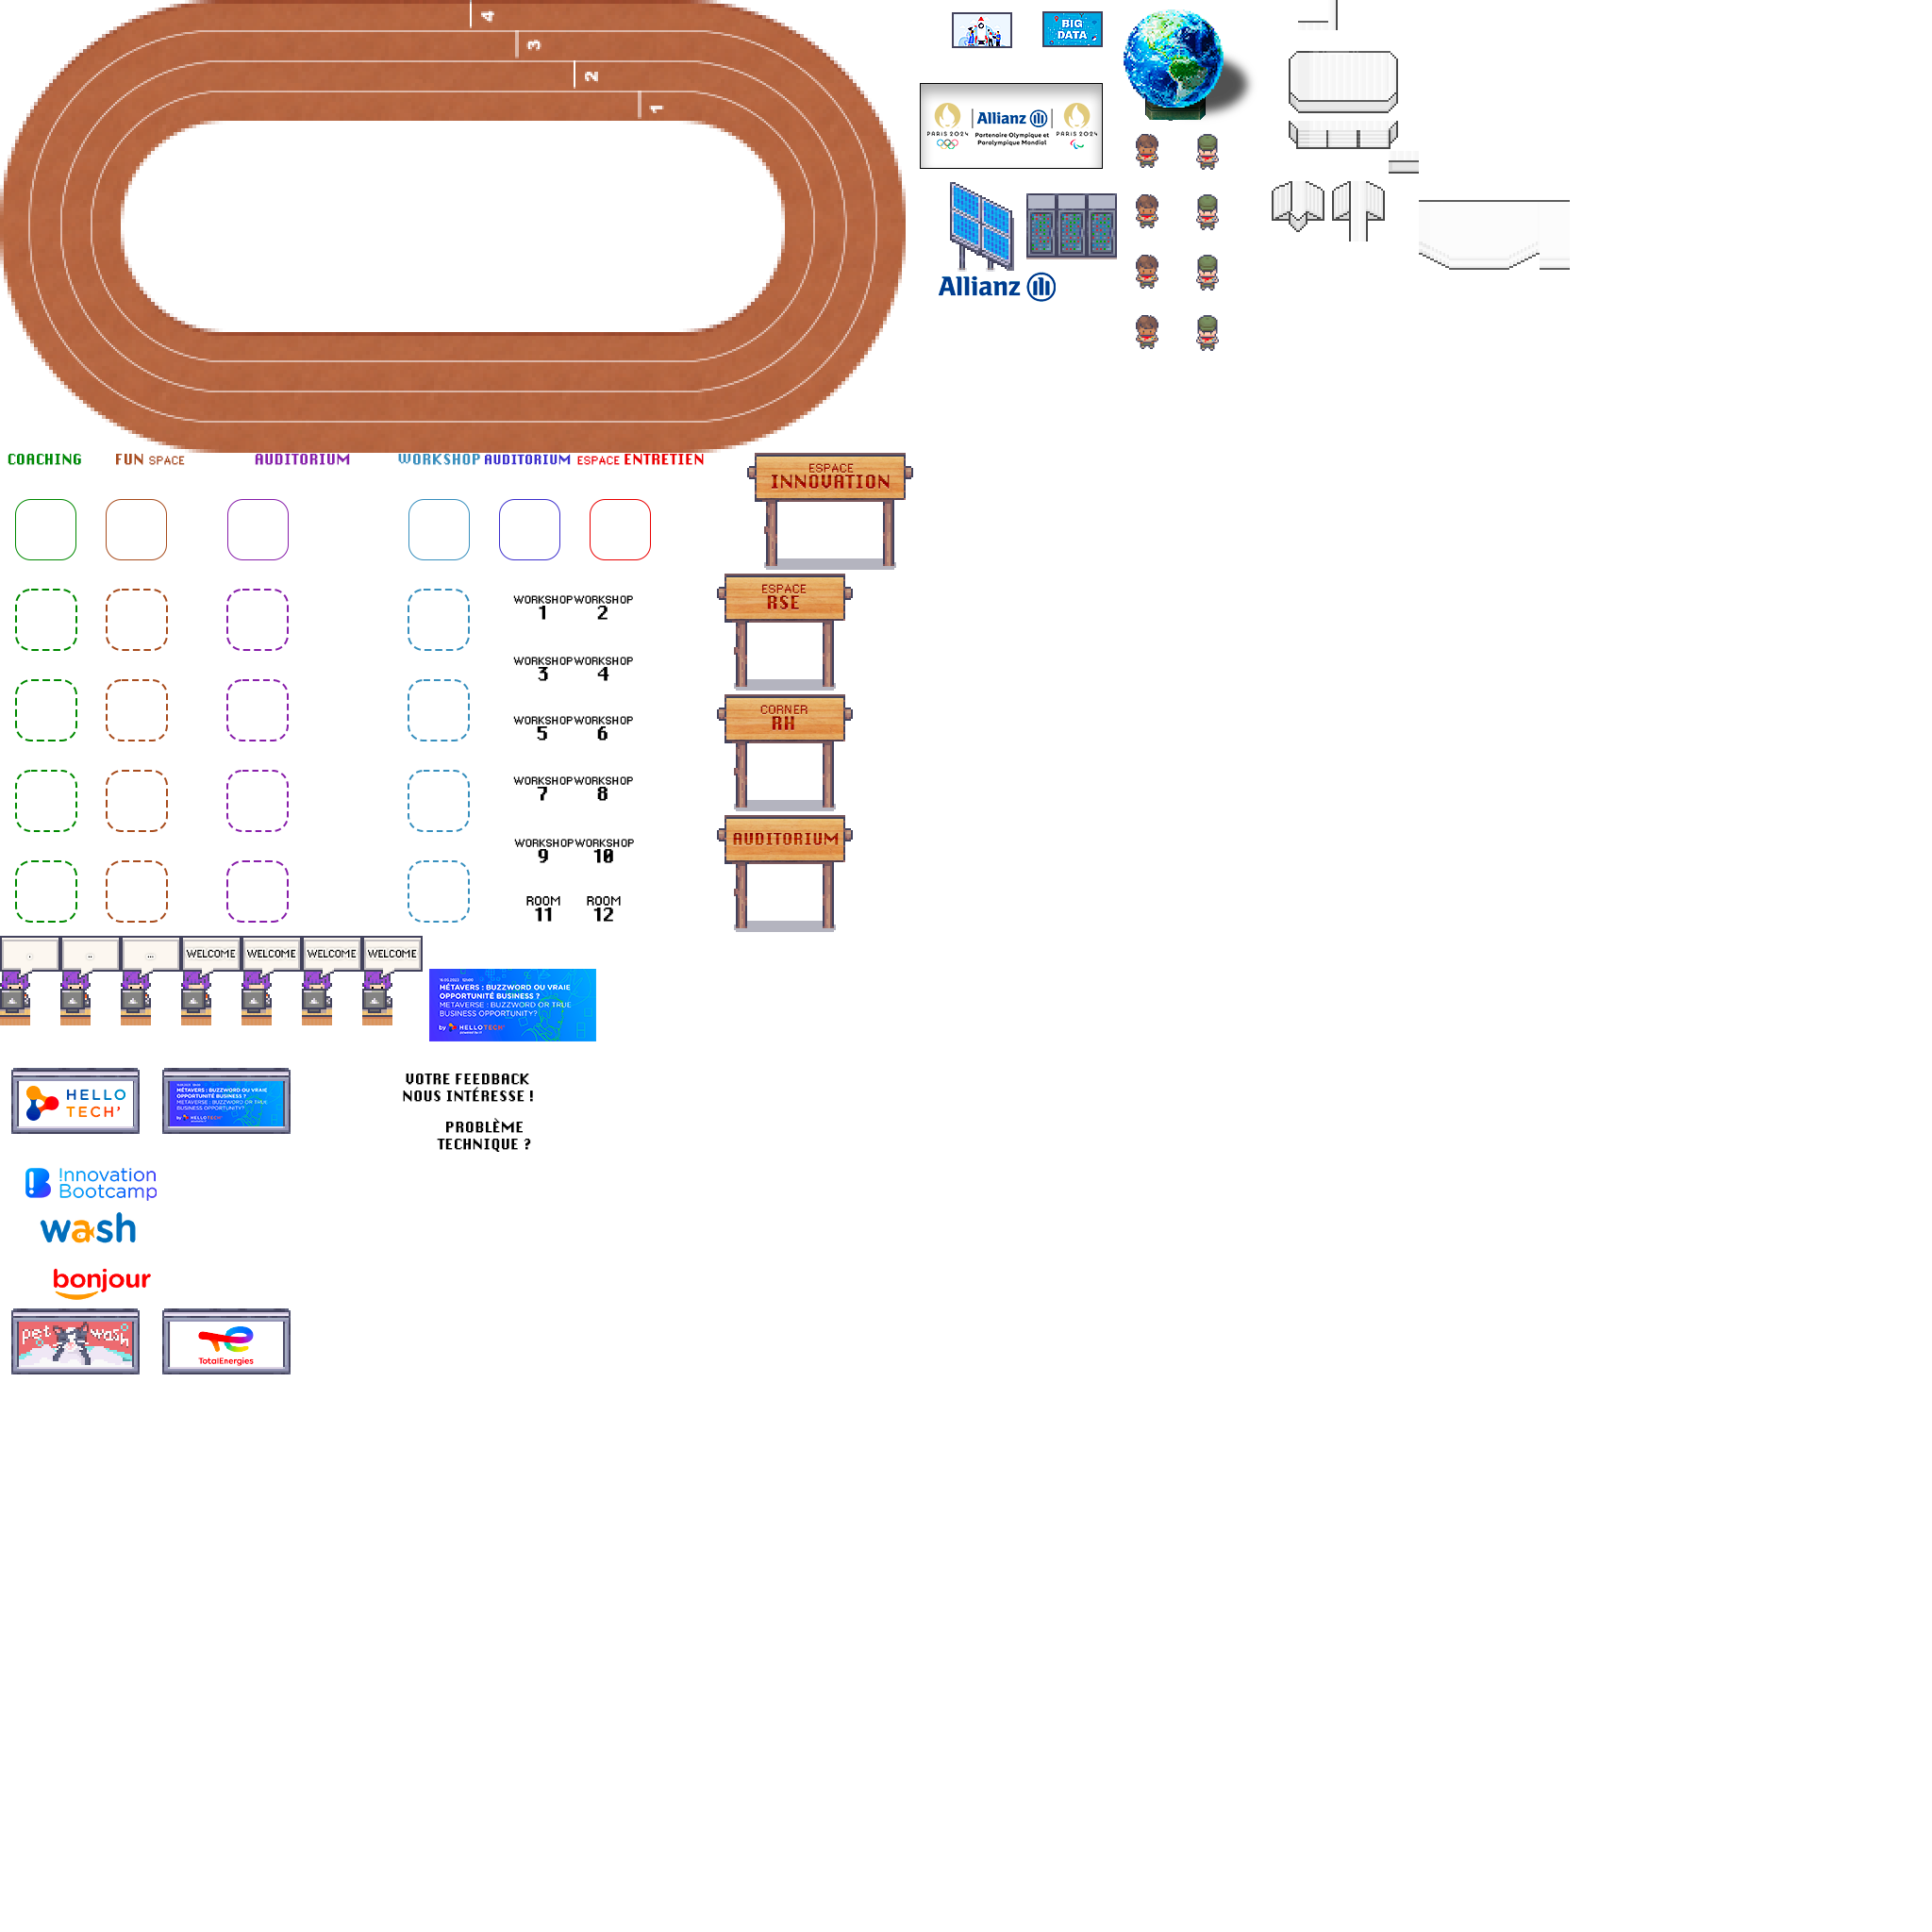 4
3
2
1
BIG
DATA
PARIS 2024
Allianz
Partenaire Olympique et
Paralympique Mondial
PARIS 2024
Allianz
COACHING
FUN SPACE
AUDITORIUM
WORKSHOP
AUDITORIUM
ESPACE ENTRETIEN
ESPACE
INNOVATION
WORKSHOP
1
WORKSHOP
2
ESPACE
RSE
WORKSHOP
3
WORKSHOP
4
WORKSHOP
5
WORKSHOP
6
CORNER
RH
WORKSHOP
7
WORKSHOP
8
WORKSHOP
9
WORKSHOP
10
AUDITORIUM
ROOM
11
ROOM
12
.
..
...
WELCOME
WELCOME
WELCOME
WELCOME
MÉTAVERS : BUZZWORD OU VRAIE
OPPORTUNITÉ BUSINESS ?
METAVERSE : BUZZWORD OR TRUE
BUSINESS OPPORTUNITY?
by HELLOTECH'
HELLO
TECH'
MÉTAVERS : BUZZWORD OU VRAIE
OPPORTUNITÉ BUSINESS ?
METAVERSE : BUZZWORD OR TRUE
BUSINESS OPPORTUNITY?
by HELLOTECH'
VOTRE FEEDBACK
NOUS INTÉRESSE !
PROBLÈME
TECHNIQUE ?
!nnovation
Bootcamp
wash
bonjour
pet wash
TotalEnergies